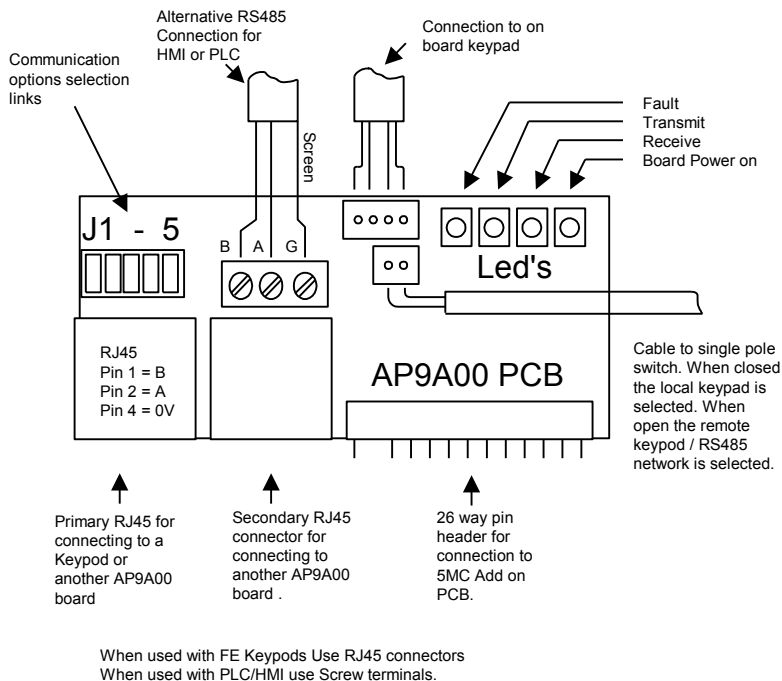 Alternative RS485
Connection for
HMI or PLC
Connection to on
board keypad
Communication
options selection
links
Screen
Fault
Transmit
Receive
Board Power on
J1 - 5
B A G
Led's
RJ45
Pin 1 = B
Pin 2 = A
Pin 4 = 0V
AP9A00 PCB
Cable to single pole
switch. When closed
the local keypad is
selected. When
open the remote
keypod / RS485
network is selected.
Primary RJ45 for
connecting to a
Keypod or
another AP9A00
board
Secondary RJ45
connector for
connecting to
another AP9A00
board .
26 way pin
header for
connection to
5MC Add on
PCB.
When used with FE Keypods Use RJ45 connectors
When used with PLC/HMI use Screw terminals.